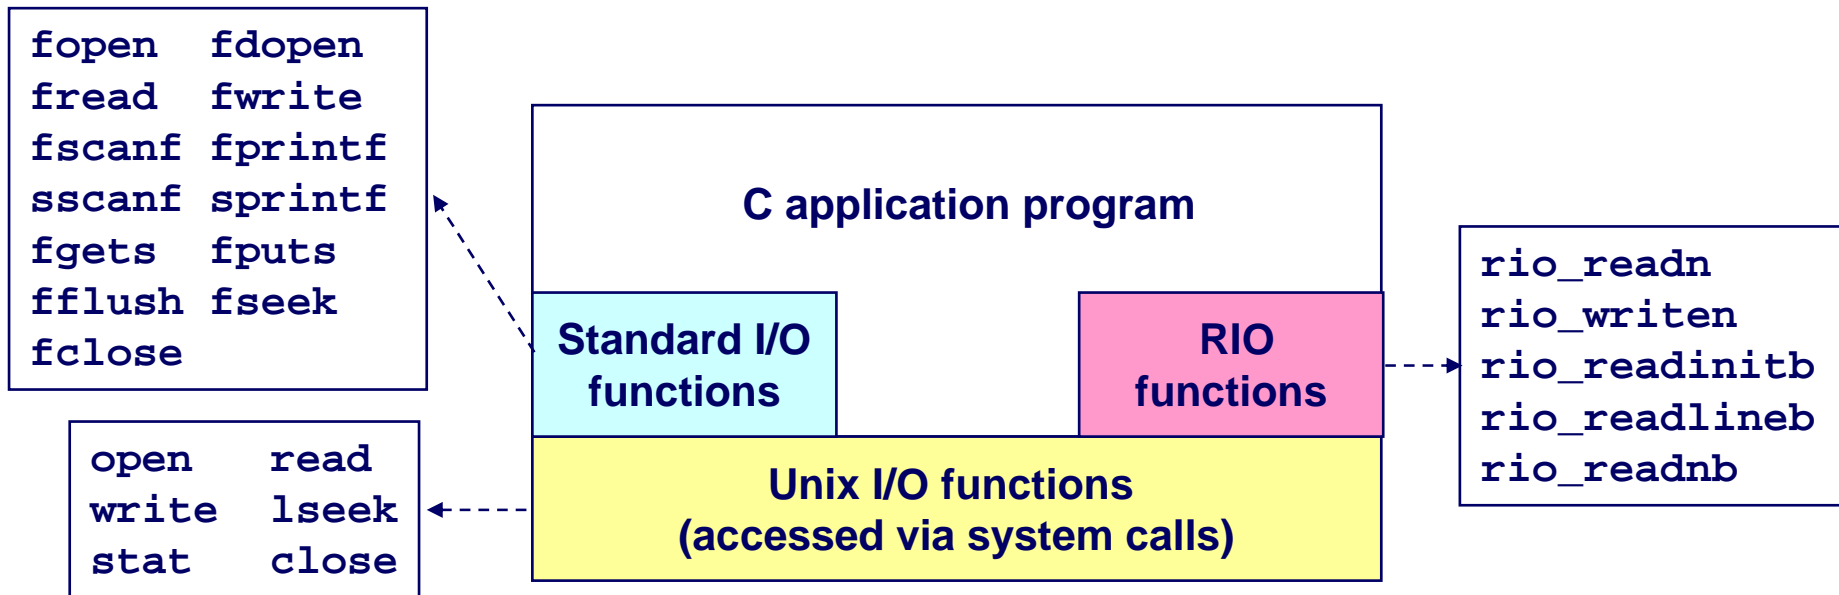 fopen fdopen
fread fwrite
fscanf fprintf
sscanf sprintf
fgets fputs
fflush fseek
fclose
C application program
Standard I/O
functions
RIO
functions
rio_readn
rio_writen
rio_readinitb
rio_readlineb
rio_readnb
open read
write lseek
stat close
Unix I/O functions
(accessed via system calls)